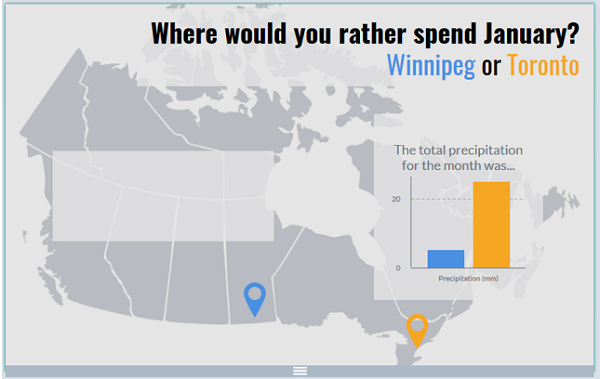 Where would you rather spend January?
Winnipeg or Toronto
The total precipitation
for the month was...
20
0
Precipitation (mm)